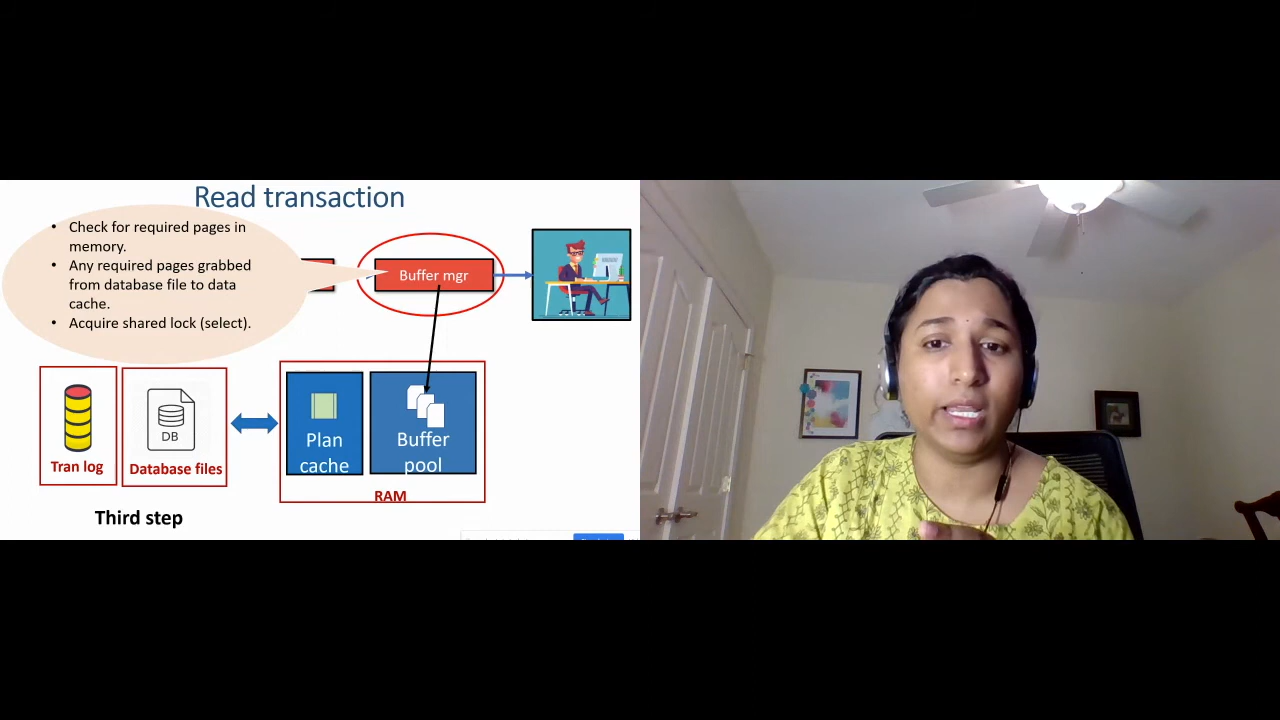 Read transaction
• Check for required pages in
memory.
• Any required pages grabbed
from database file to data
cache.
• Acquire shared lock (select).
Buffer mgr
Plan
cache
Buffer
pool
RAM
DB
Tran log
Database files
Third step